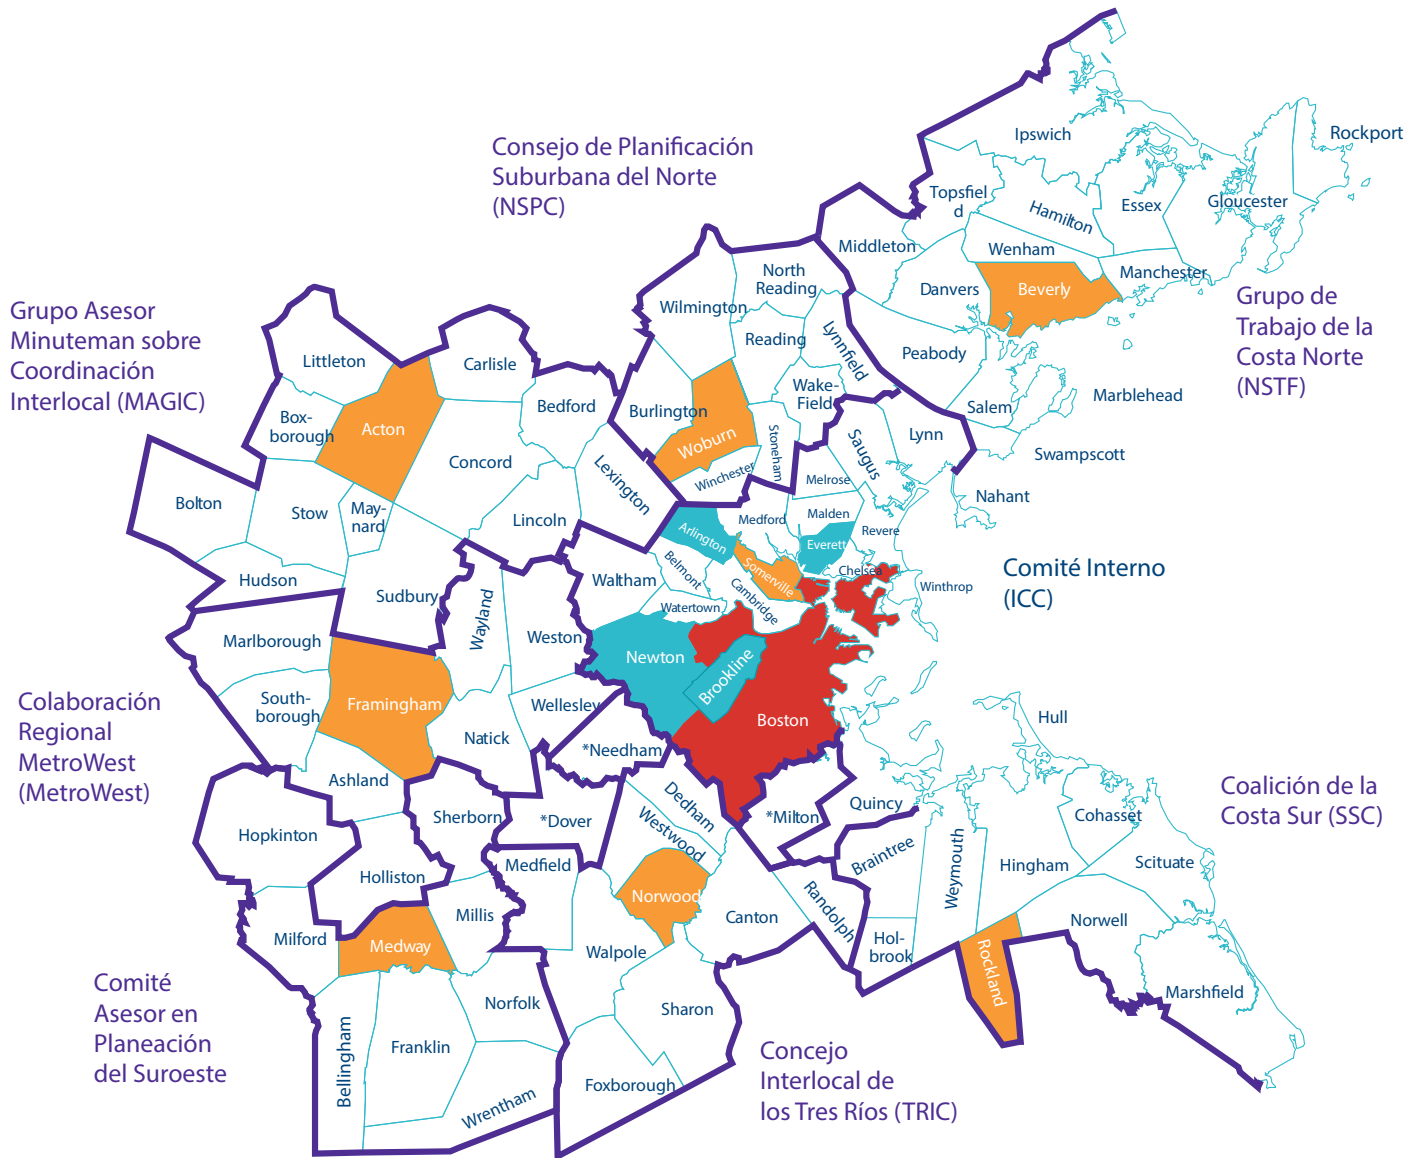 Consejo de Planificación
Suburbana del Norte
(NSPC)
Grupo Asesor
Minuteman sobre
Coordinación
Interlocal (MAGIC)
Grupo de
Trabajo de la
Costa Norte
(NSTF)
Comité Interno
(ICC)
Colaboración
Regional
MetroWest
(MetroWest)
Coalición de la
Costa Sur (SSC)
Comité
Asesor en
Planeación
del Suroeste
Concejo
Interlocal de
los Tres Ríos (TRIC)
Ipswich
Rockport
Topsfiel
d
Hamilton
Essex
Gloucester
Middleton
Wenham
Manchester
Danvers
Beverly
Peabody
Marblehead
Salem
Swampscott
Lynn
Nahant
North
Reading
Wilmington
Reading
Lynnfield
Wake-
Field
Burlington
Woburn
Stoneham
Winchester
Saugus
Melrose
Littleton
Carlisle
Bedford
Box-
borough
Acton
Concord
Lexington
Bolton
Stow
May-
nard
Lincoln
Hudson
Sudbury
Arlington
Medford
Malden
Everett
Revere
Chelsea
Winthrop
Somerville
Belmont
Cambridge
Waltham
Watertown
Newton
Brookline
Boston
Marlborough
Wayland
Weston
South-
borough
Framingham
Wellesley
Natick
Ashland
*Needham
Hopkinton
Sherborn
*Dover
Dedham
Westwood
*Milton
Quincy
Hull
Holliston
Medfield
Milford
Medway
Millis
Norwood
Canton
Randolph
Braintree
Weymouth
Hingham
Cohasset
Scituate
Hol-
brook
Rockland
Norwell
Marshfield
Walpole
Norfolk
Sharon
Bellingham
Franklin
Wrentham
Foxborough